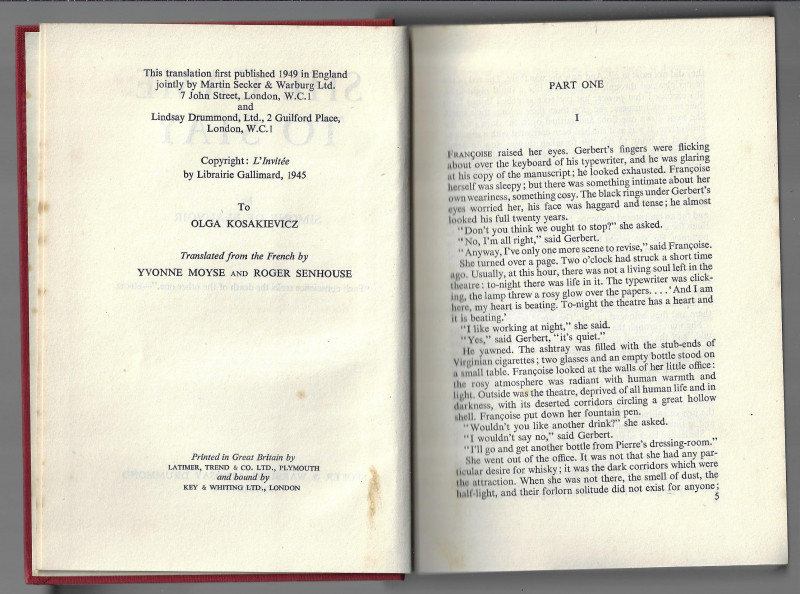 This translation first published 1949 in England
jointly by Martin Secker & Warburg Ltd.
7 John Street, London, W.C.1
and
Lindsay Drummond, Ltd., 2 Guilford Place,
London, W.C.1
Copyright: L'Invitée
by Librairie Gallimard, 1945
To
OLGA KOSAKIEVICZ
Translated from the French by
YVONNE MOYSE AND ROGER SENHOUSE
Printed in Great Britain by
LATIMER, TREND & CO. LTD., PLYMOUTH
and bound by
KEY & WHITING LTD., LONDON
PART ONE
I
FRANÇOISE raised her eyes. Gerbert's fingers were flicking
about over the keyboard of his typewriter, and he was glaring
at his copy of the manuscript; he looked exhausted. Françoise
herself was sleepy; but there was something intimate about her
own weariness, something cosy. The black rings under Gerbert's
eyes worried her, his face was haggard and tense; he almost
looked his full twenty years.
"Don't you think we ought to stop?" she asked.
"No, I'm all right," said Gerbert.
"Anyway, I've only one more scene to revise," said Françoise.
She turned over a page. Two o'clock had struck a short time
ago. Usually, at this hour, there was not a living soul left in the
theatre: to-night there was life in it. The typewriter was click-
ing, the lamp threw a rosy glow over the papers. . . . 'And I am
here, my heart is beating. To-night the theatre has a heart and
it is beating.'
"I like working at night," she said.
"Yes," said Gerbert, "it's quiet."
He yawned. The ashtray was filled with the stub-ends of
Virginian cigarettes; two glasses and an empty bottle stood on
a small table. Françoise looked at the walls of her little office:
the rosy atmosphere was radiant with human warmth and
light. Outside was the theatre, deprived of all human life and in
darkness, with its deserted corridors circling a great hollow
shell. Françoise put down her fountain pen.
"Wouldn't you like another drink?" she asked.
"I wouldn't say no," said Gerbert.
"I'll go and get another bottle from Pierre's dressing-room."
She went out of the office. It was not that she had any par-
ticular desire for whisky; it was the dark corridors which were
the attraction. When she was not there, the smell of dust, the
half-light, and their forlorn solitude did not exist for anyone;
5